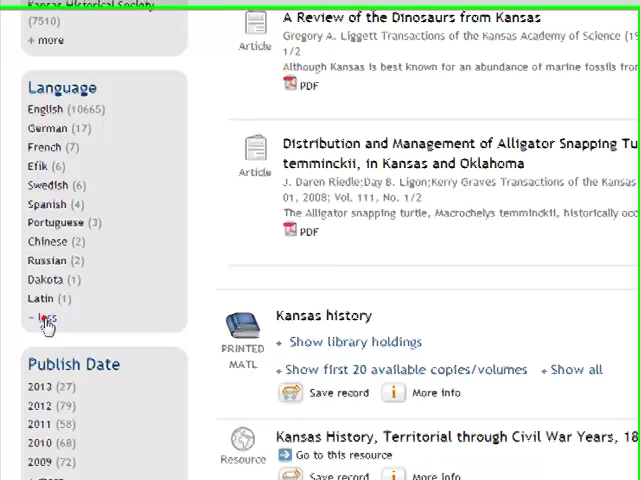 Kansas Historical Society
(7510)
+ more
Language
English (10665)
German (17)
French (7)
Efik (6)
Swedish (6)
Spanish (4)
Portuguese (3)
Chinese (2)
Russian (2)
Dakota (1)
Latin (1)
- less
Publish Date
2013 (27)
2012 (79)
2011 (58)
2010 (68)
2009 (72)
A Review of the Dinosaurs from Kansas
Article
Gregory A. Liggett Transactions of the Kansas Academy of Science (19
1/2
Although Kansas is best known for an abundance of marine fossils from
PDF
Distribution and Management of Alligator Snapping Tu
temminckii, in Kansas and Oklahoma
Article
J. Daren Riedle;Day B. Ligon;Kerry Graves Transactions of the Kansas
01, 2008; Vol. 111, No. 1/2
The Alligator snapping turtle, Macrochelys temminckii, historically occ
PDF
Kansas history
PRINTED MATL
+ Show library holdings
+ Show first 20 available copies/volumes + Show all
Save record More info
Kansas History, Territorial through Civil War Years, 18
Resource
Go to this resource
Save record More info